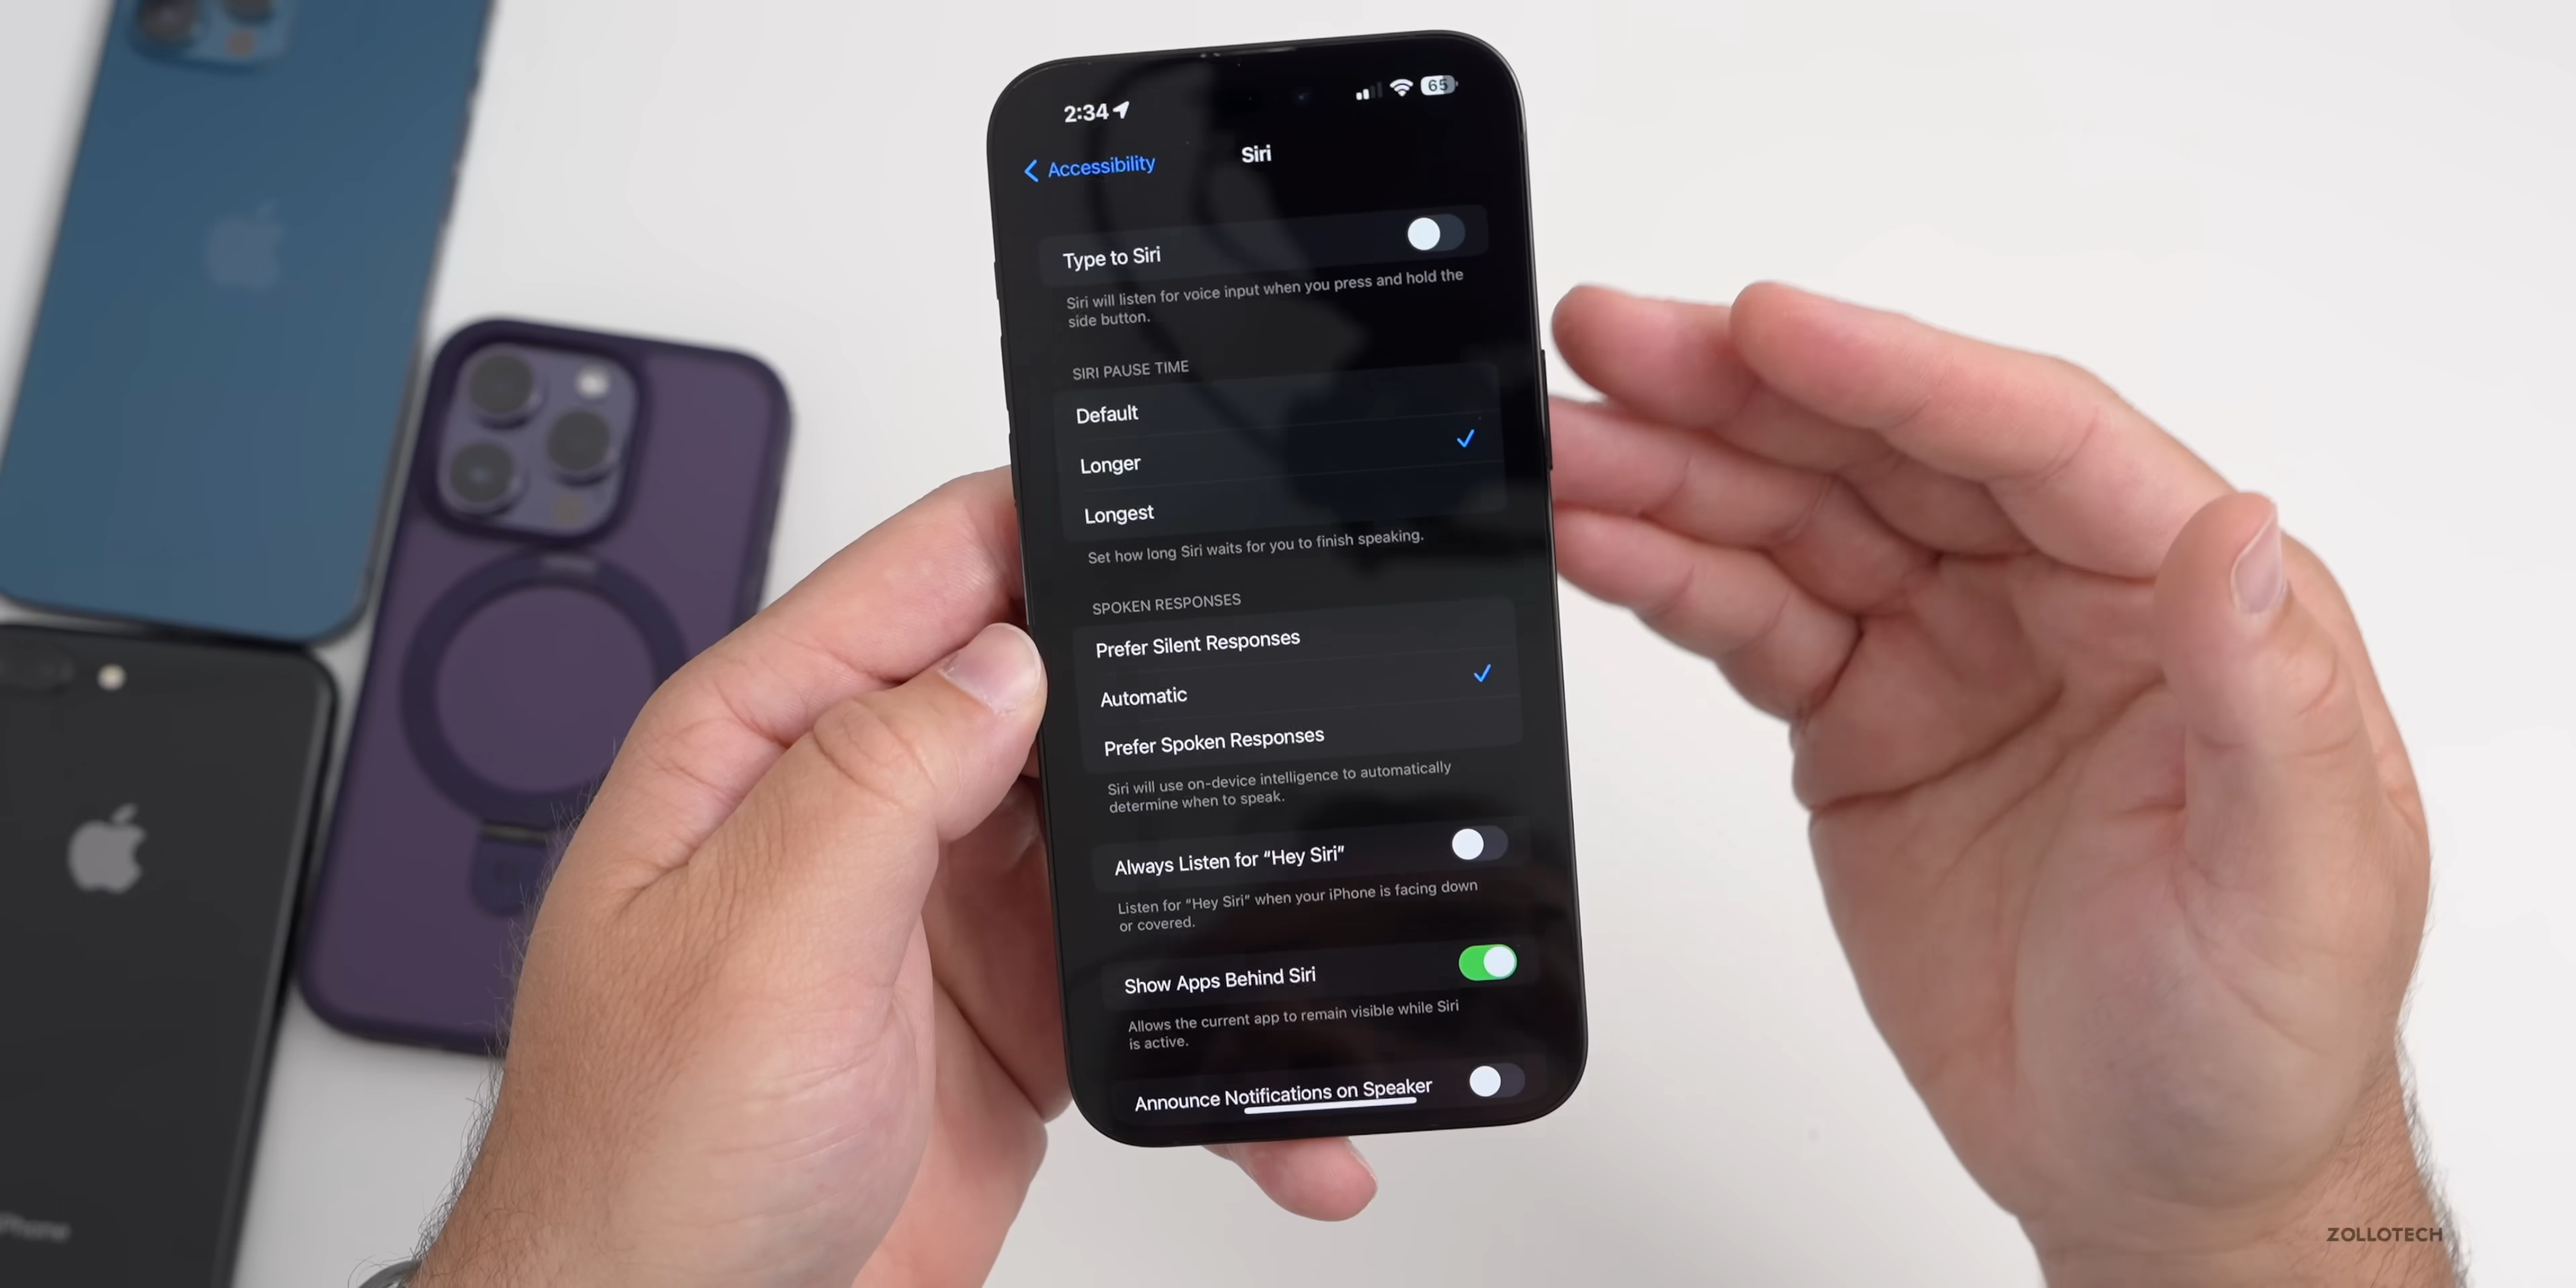 2:34
65
Accessibility
Siri
Type to Siri
Siri will listen for voice input when you press and hold the
side button.
SIRI PAUSE TIME
Default
Longer
Longest
Set how long Siri waits for you to finish speaking.
SPOKEN RESPONSES
Prefer Silent Responses
Automatic
Prefer Spoken Responses
Siri will use on-device intelligence to automatically
determine when to speak.
Always Listen for “Hey Siri”
Listen for “Hey Siri” when your iPhone is facing down
or covered.
Show Apps Behind Siri
Allows the current app to remain visible while Siri
is active.
Announce Notifications on Speaker
iPhone
ZOLLOTECH